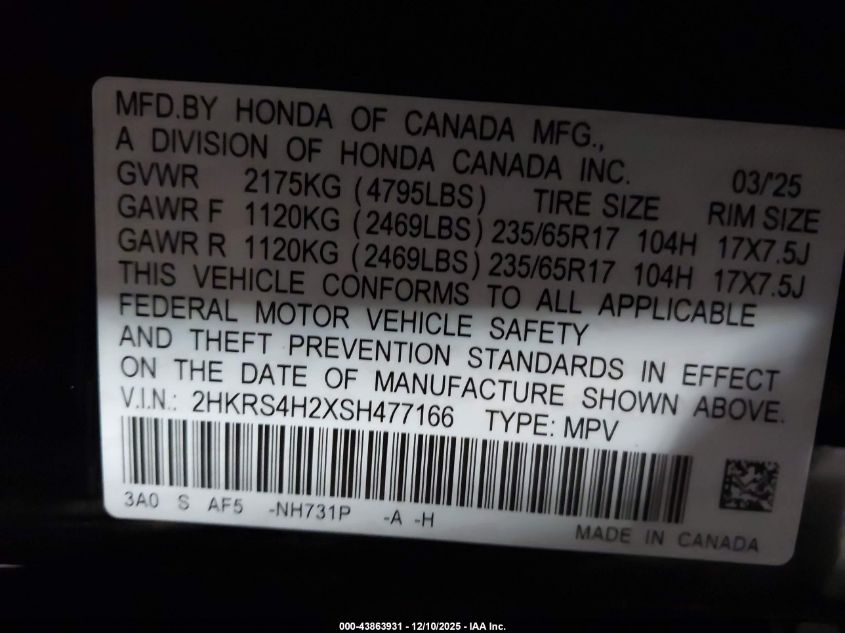 MFD.BY HONDA OF CANADA MFG.,
A DIVISION OF HONDA CANADA INC. 03/'25
GVWR 2175KG (4795LBS) TIRE SIZE RIM SIZE
GAWR F 1120KG (2469LBS) 235/65R17 104H 17X7.5J
GAWR R 1120KG (2469LBS) 235/65R17 104H 17X7.5J
THIS VEHICLE CONFORMS TO ALL APPLICABLE
FEDERAL MOTOR VEHICLE SAFETY
AND THEFT PREVENTION STANDARDS IN EFFECT
ON THE DATE OF MANUFACTURE SHOWN ABOVE.
V.I.N.: 2HKRS4H2XSH477166 TYPE: MPV
3A0 S AF5 -NH731P -A -H
MADE IN CANADA
000-43863931 - 12/10/2025 - IAA Inc.